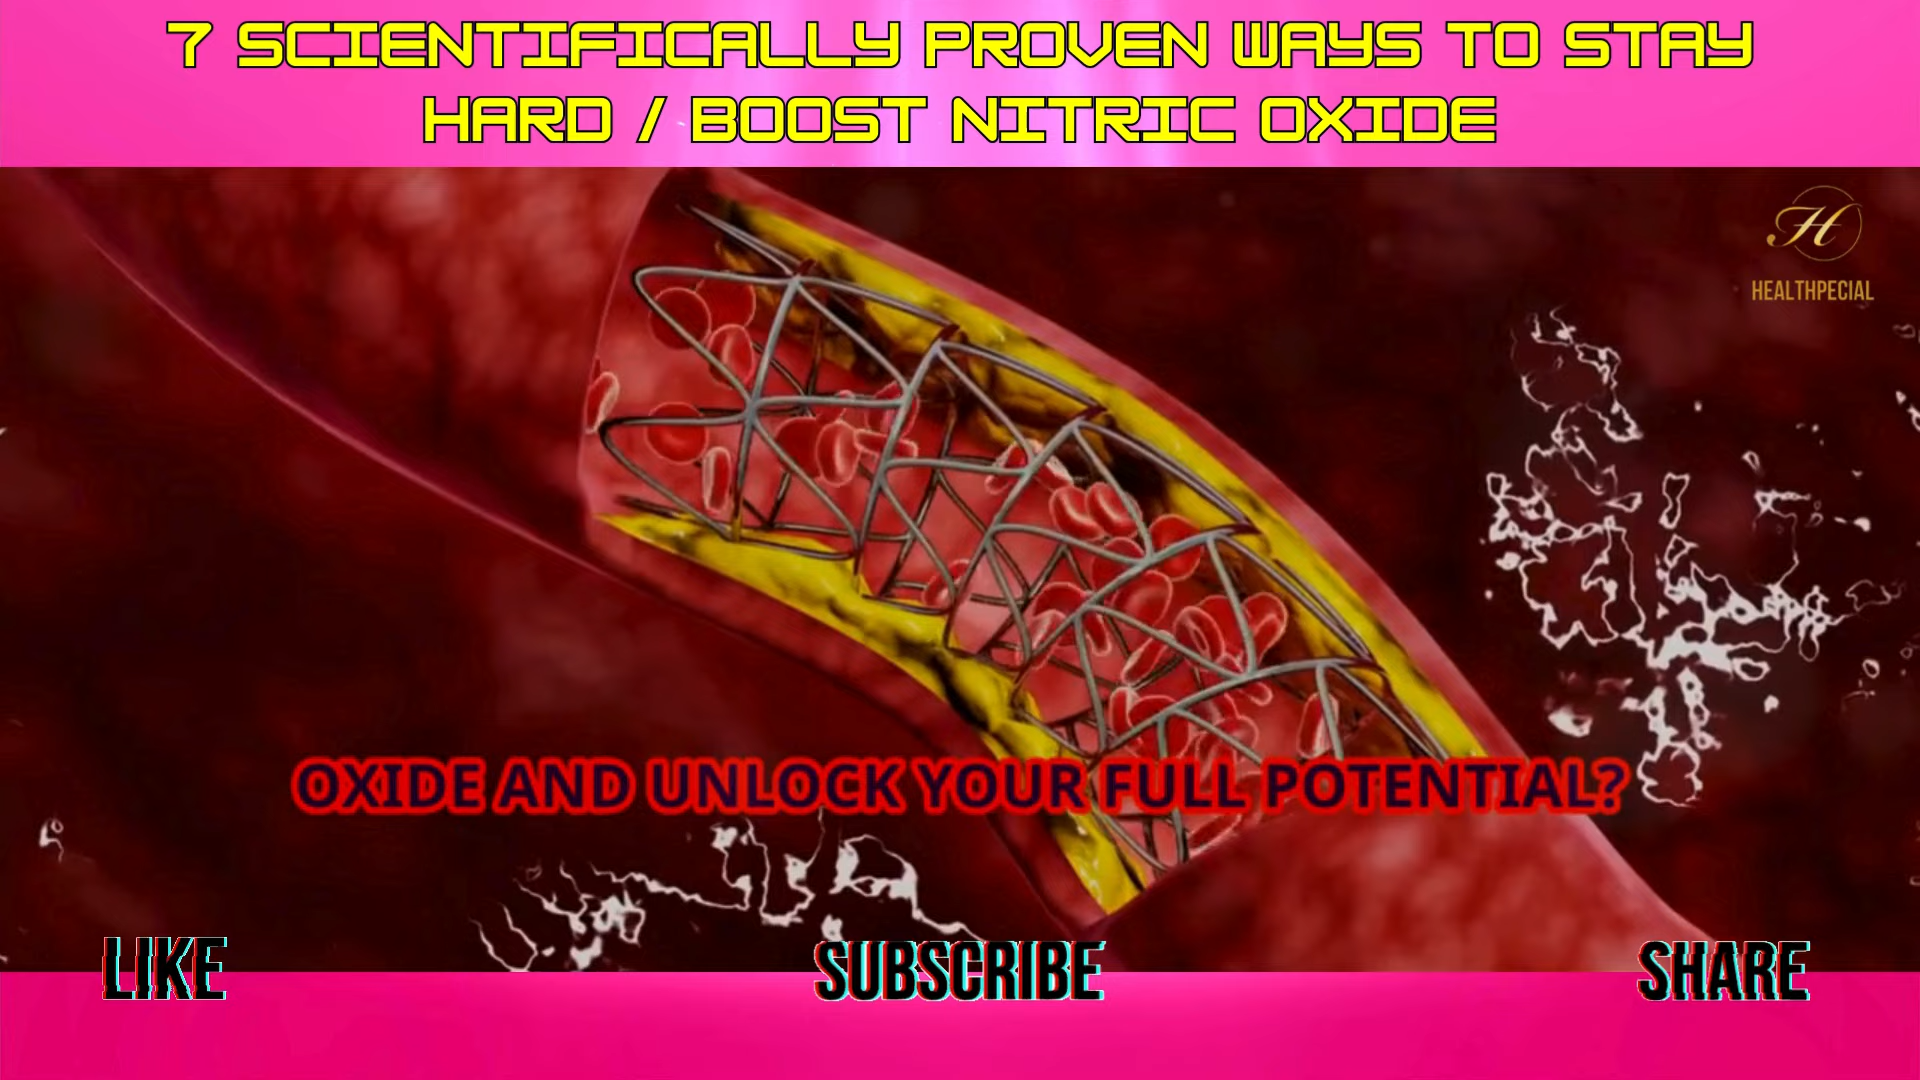 7 SCIENTIFICALLY PROVEN WAYS TO STAY
HARD / BOOST NITRIC OXIDE
H
HEALTHPECIAL
OXIDE AND UNLOCK YOUR FULL POTENTIAL?
LIKE
SUBSCRIBE
SHARE